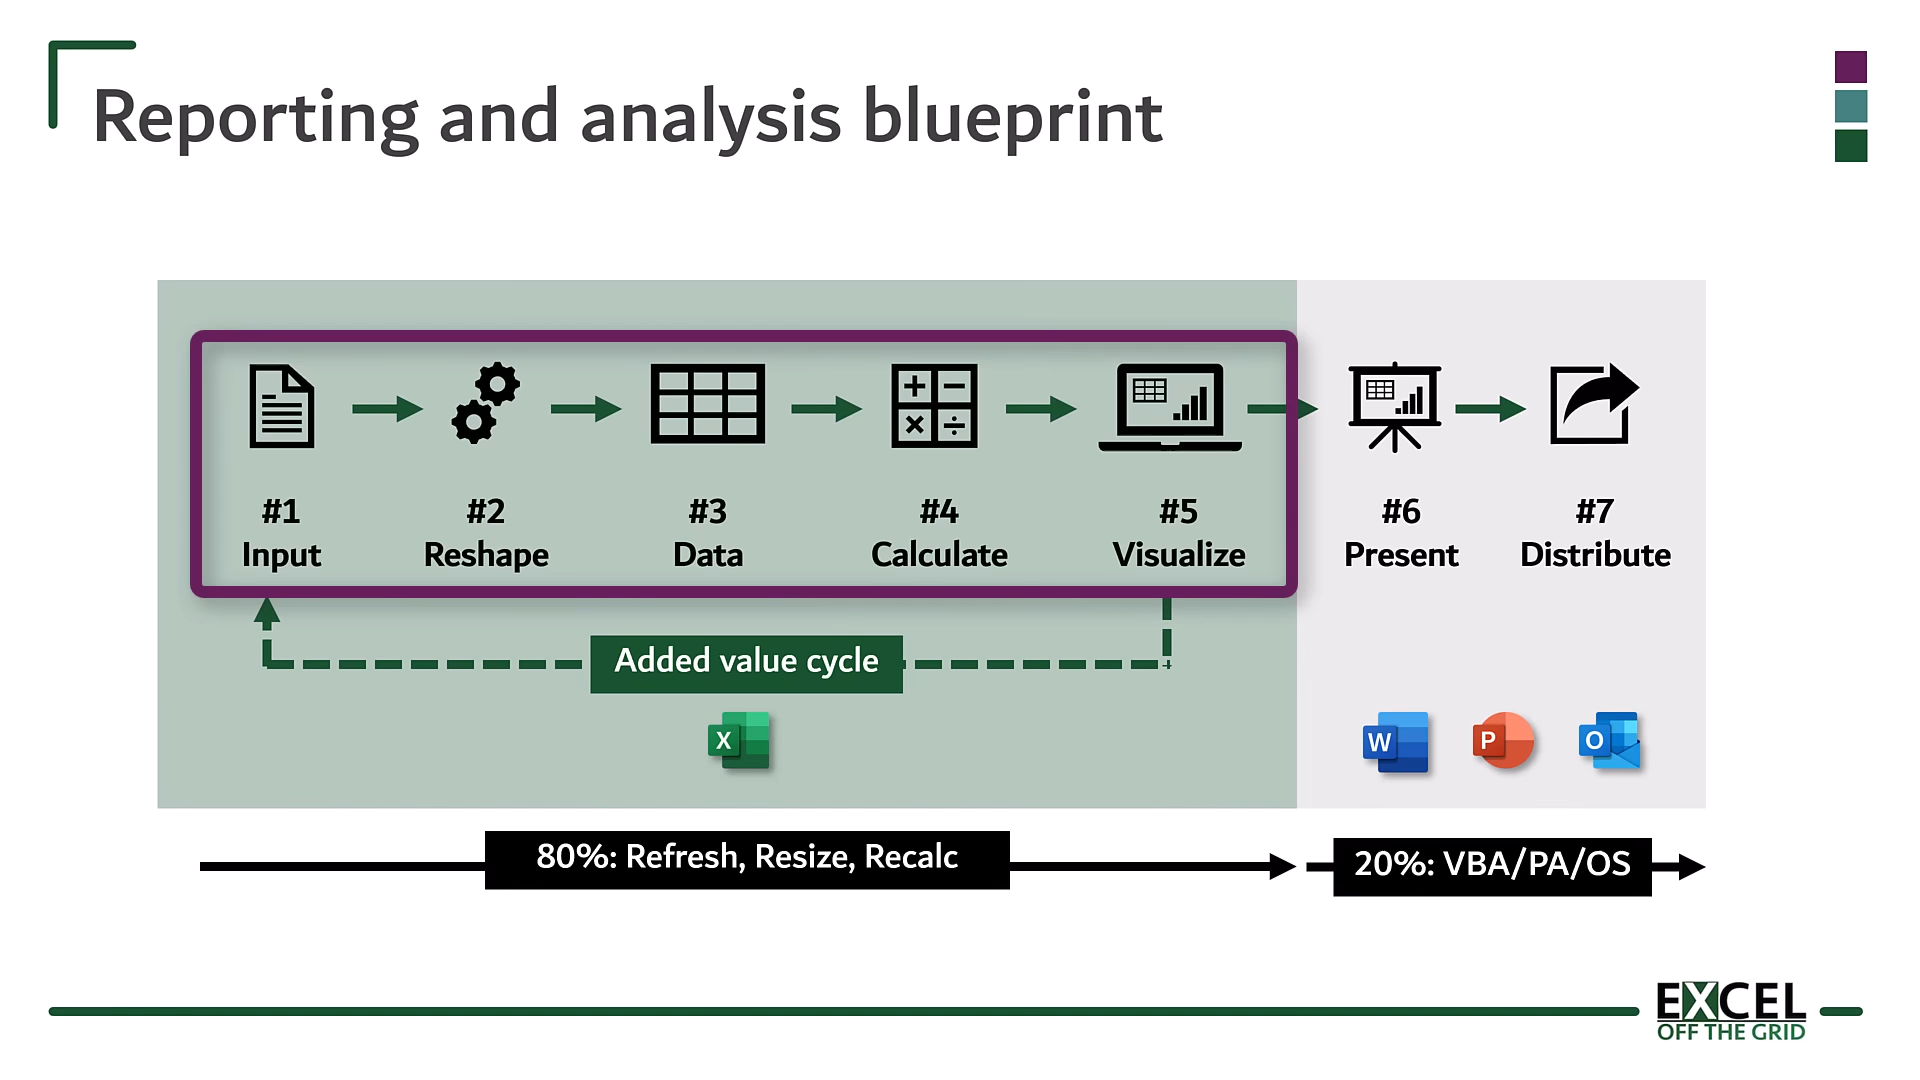 Reporting and analysis blueprint
#1
Input
#2
Reshape
#3
Data
#4
Calculate
#5
Visualize
#6
Present
#7
Distribute
Added value cycle
X
W
P
O
80%: Refresh, Resize, Recalc
20%: VBA/PA/OS
EXCEL
OFF THE GRID